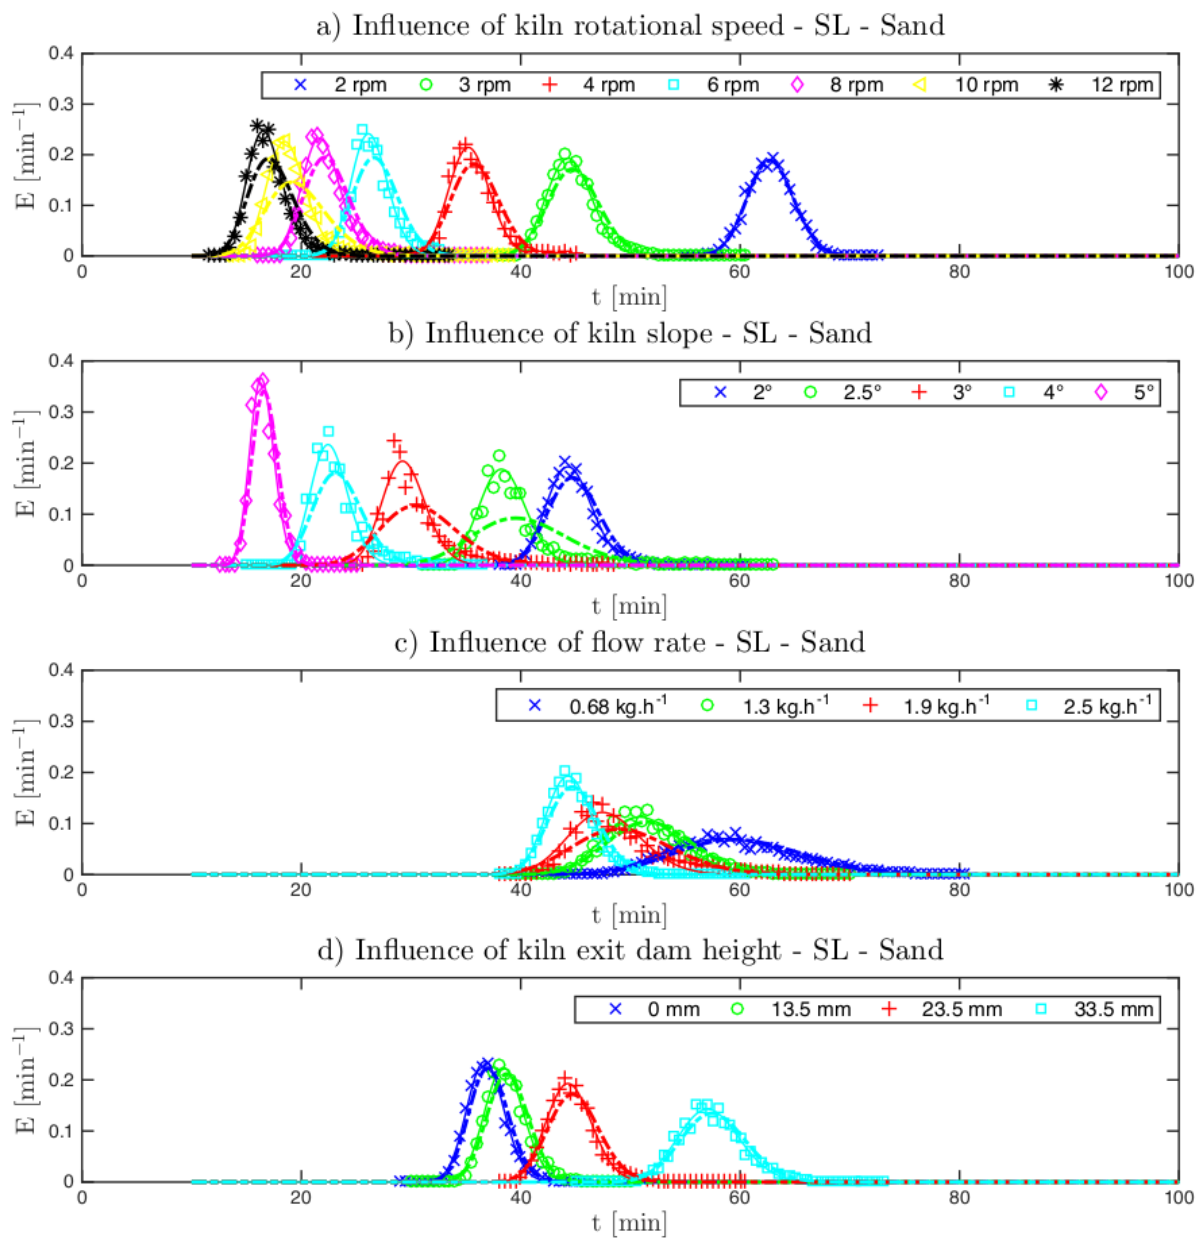 a) Influence of kiln rotational speed - SL - Sand
0.4
2 rpm 3 rpm 4 rpm 6 rpm 8 rpm 10 rpm 12 rpm
0.3
0.2
0.1
0
E [min⁻¹]
0 20 40 60 80 100
t [min]
b) Influence of kiln slope - SL - Sand
0.4
2° 2.5° 3° 4° 5°
0.3
0.2
0.1
0
E [min⁻¹]
0 20 40 60 80 100
t [min]
c) Influence of flow rate - SL - Sand
0.4
0.68 kg.h⁻¹ 1.3 kg.h⁻¹ 1.9 kg.h⁻¹ 2.5 kg.h⁻¹
0.3
0.2
0.1
0
E [min⁻¹]
0 20 40 60 80 100
t [min]
d) Influence of kiln exit dam height - SL - Sand
0.4
0 mm 13.5 mm 23.5 mm 33.5 mm
0.3
0.2
0.1
0
E [min⁻¹]
0 20 40 60 80 100
t [min]